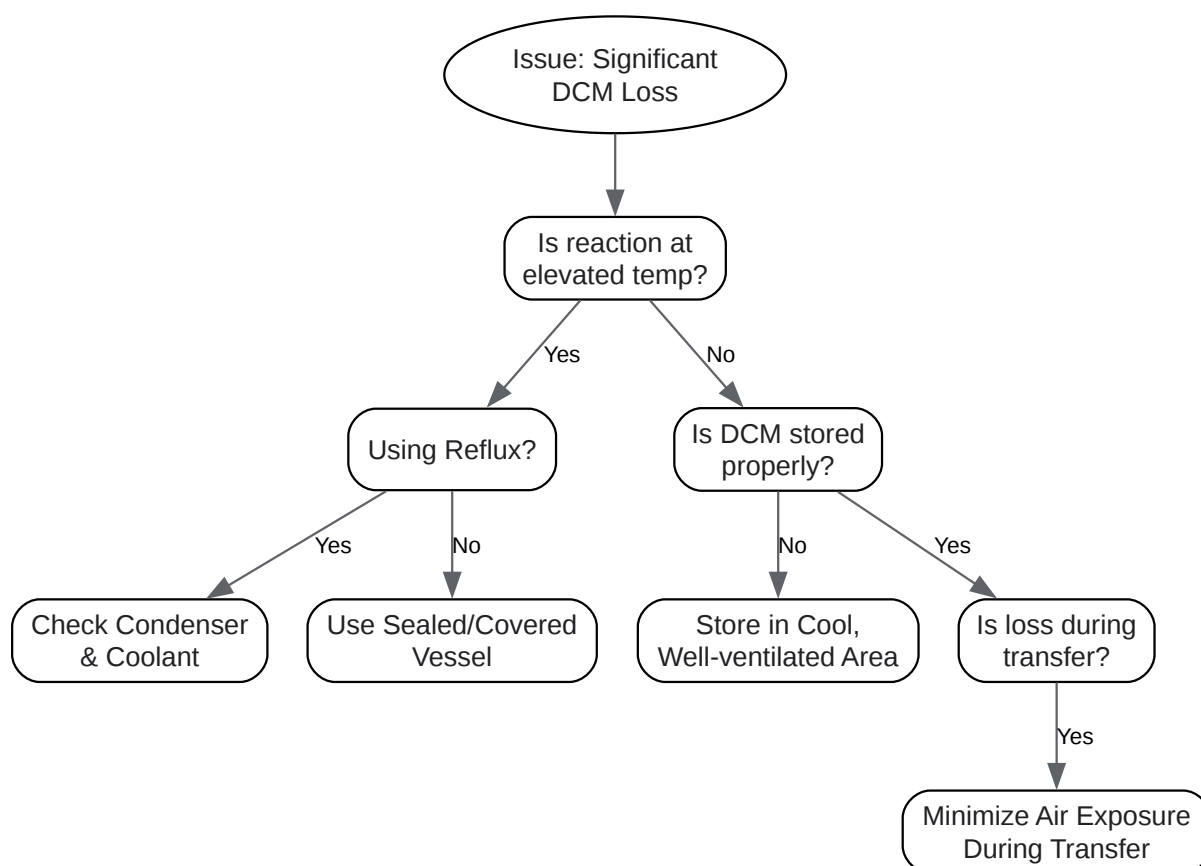 Issue: Significant
DCM Loss
Is reaction at
elevated temp?
Yes
No
Using Reflux?
Is DCM stored
properly?
Yes
No
No
Yes
Check Condenser
& Coolant
Use Sealed/Covered
Vessel
Store in Cool,
Well-ventilated Area
Is loss during
transfer?
Yes
Minimize Air Exposure
During Transfer